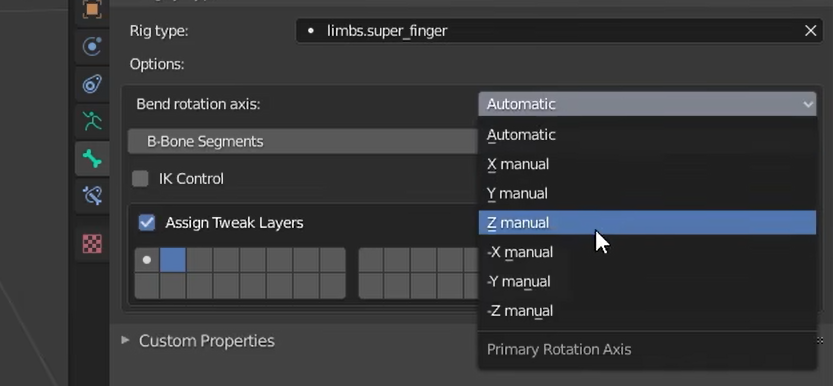 Rig type:
limbs.super_finger
Options:
Bend rotation axis:
Automatic
Automatic
B-Bone Segments
X manual
IK Control
Y manual
Assign Tweak Layers
Z manual
-X manual
-Y manual
-Z manual
Custom Properties
Primary Rotation Axis